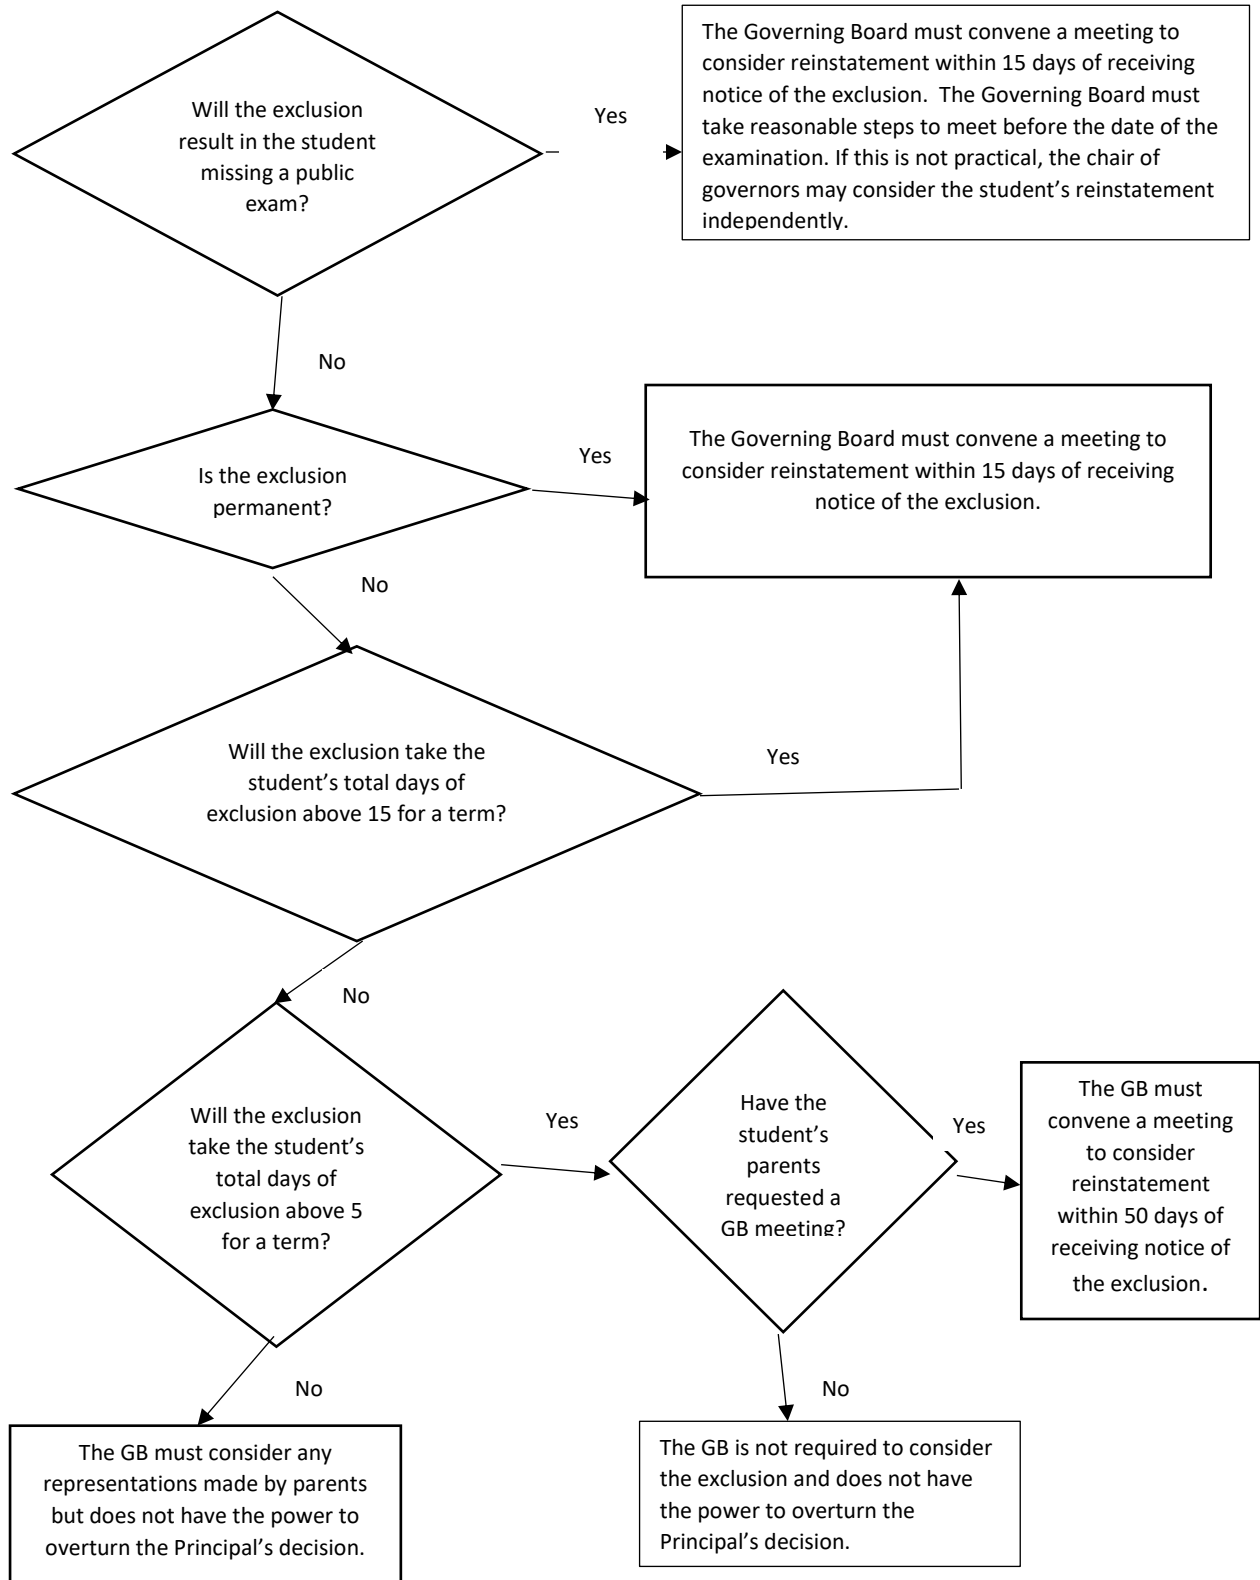 Will the exclusion
result in the student
missing a public
exam?
Yes
The Governing Board must convene a meeting to
consider reinstatement within 15 days of receiving
notice of the exclusion.  The Governing Board must
take reasonable steps to meet before the date of the
examination. If this is not practical, the chair of
governors may consider the student’s reinstatement
independently.
No
Is the exclusion
permanent?
Yes
The Governing Board must convene a meeting to
consider reinstatement within 15 days of receiving
notice of the exclusion.
No
Will the exclusion take the
student’s total days of
exclusion above 15 for a term?
Yes
No
Will the exclusion
take the student’s
total days of
exclusion above 5
for a term?
Yes
Have the
student’s
parents
requested a
GB meeting?
Yes
The GB must
convene a meeting
to consider
reinstatement
within 50 days of
receiving notice of
the exclusion.
No
The GB must consider any
representations made by parents
but does not have the power to
overturn the Principal’s decision.
No
The GB is not required to consider
the exclusion and does not have
the power to overturn the
Principal’s decision.